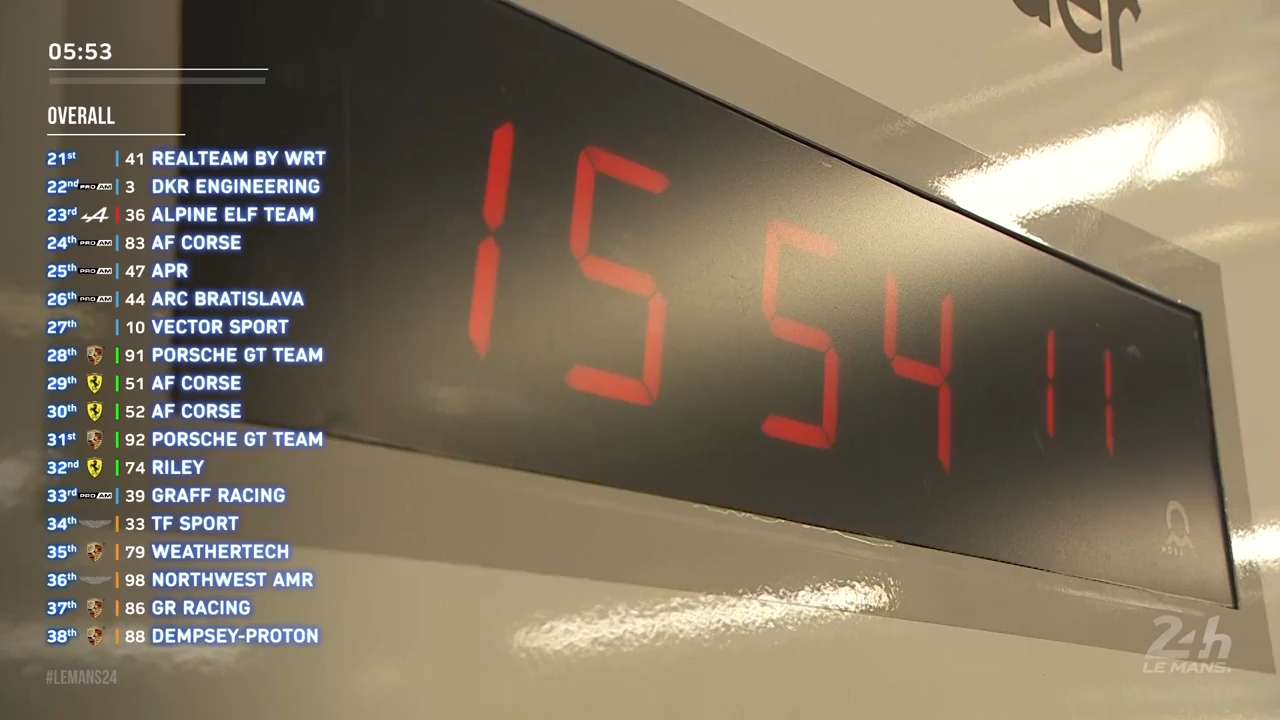 05:53
OVERALL
21st 41 REALTEAM BY WRT
22nd PRO AM 3 DKR ENGINEERING
23rd 36 ALPINE ELF TEAM
24th PRO AM 83 AF CORSE
25th PRO AM 47 APR
26th PRO AM 44 ARC BRATISLAVA
27th 10 VECTOR SPORT
28th 91 PORSCHE GT TEAM
29th 51 AF CORSE
30th 52 AF CORSE
31st 92 PORSCHE GT TEAM
32nd 74 RILEY
33rd PRO AM 39 GRAFF RACING
34th 33 TF SPORT
35th 79 WEATHERTECH
36th 98 NORTHWEST AMR
37th 86 GR RACING
38th 88 DEMPSEY-PROTON
#LEMANS24
15 54 11
24h
LE MANS.